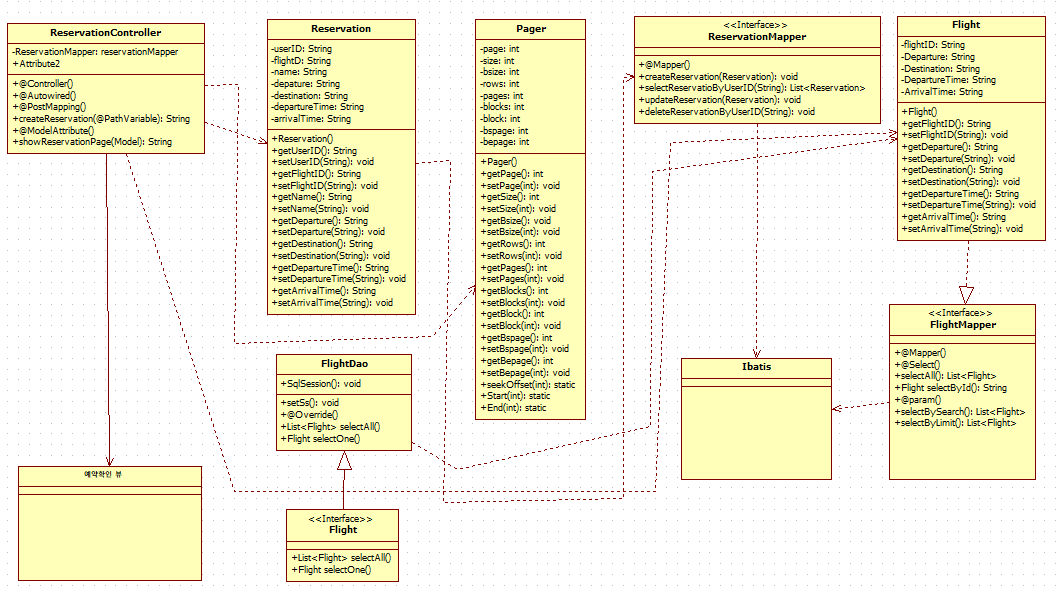 ReservationController
-ReservationMapper: reservationMapper
+Attribute2
+@Controller()
+@Autowired()
+@PostMapping()
+createReservation(@PathVariable): String
+@ModelAttribute()
+showReservationPage(Model): String
Reservation
-userID: String
-flightD: String
-name: String
-depature: String
-destination: String
-departureTime: String
-arrivalTime: String
+Reservation()
+getUserID(): String
+setUserID(String): void
+getFlightID(): String
+setFlightID(String): void
+getName(): String
+setName(String): void
+getDeparture(): String
+setDeparture(String): void
+getDestination(): String
+setDestination(String): void
+getDepartureTime(): String
+setDepartureTime(String): void
+getArrivalTime(): String
+setArrivalTime(String): void
Pager
-page: int
-size: int
-bsize: int
-rows: int
-pages: int
-blocks: int
-block: int
-bspage: int
-bepage: int
+Pager()
+getPage(): int
+setPage(int): void
+getSize(): int
+setSize(int): void
+getBsize(): void
+setBsize(int): void
+getRows(): int
+setRows(int): void
+getPages(): int
+setPages(int): void
+getBlocks(): int
+setBlocks(int): void
+getBlock(): int
+setBlock(int): void
+getBspage(): int
+setBspage(int): void
+getBepage(): int
+setBepage(int): void
+seekOffset(int): static
+Start(int): static
+End(int): static
<<Interface>>
ReservationMapper
+@Mapper()
+createReservation(Reservation): void
+selectReservatioByUserID(String): List<Reservation>
+updateReservation(Reservation): void
+deleteReservationByUserID(String): void
Flight
-flightID: String
-Departure: String
-Destination: String
-DepartureTime: String
-ArrivalTime: String
+Flight()
+getFlightID(): String
+setFlightID(String): void
+getDeparture(): String
+setDeparture(String): void
+getDestination(): String
+setDestination(String): void
+getDepartureTime(): String
+setDepartureTime(String): void
+getArrivalTime(): String
+setArrivalTime(String): void
FlightDao
+SqlSession(): void
+setSs(): void
+@Override()
+List<Flight> selectAll()
+Flight selectOne()
<<Interface>>
Flight
+List<Flight> selectAll()
+Flight selectOne()
예약확인 뷰
Ibatis
<<Interface>>
FlightMapper
+@Mapper()
+@Select()
+selectAll(): List<Flight>
+Flight selectById(): String
+@param()
+selectBySearch(): List<Flight>
+selectByLimit(): List<Flight>